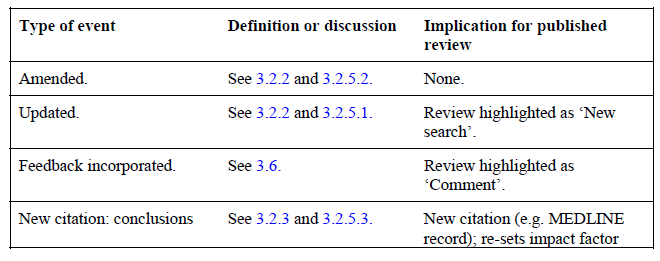 Type of event Definition or discussion Implication for published
review
Amended. See 3.2.2 and 3.2.5.2. None.
Updated. See 3.2.2 and 3.2.5.1. Review highlighted as ‘New
search’.
Feedback incorporated. See 3.6. Review highlighted as
‘Comment’.
New citation: conclusions See 3.2.3 and 3.2.5.3. New citation (e.g. MEDLINE
record); re-sets impact factor